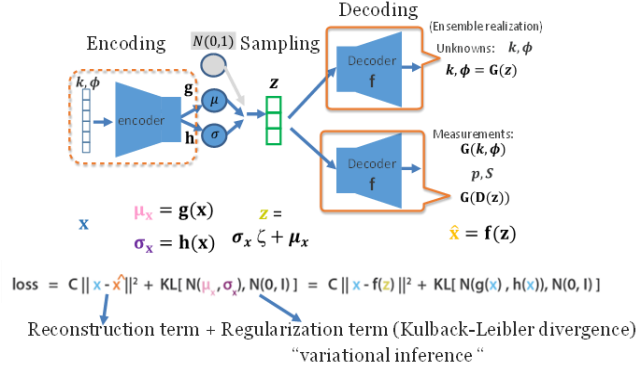 Decoding
Encoding
N(0,1)
Sampling
(Ensemble realization)
Unknowns: k, ϕ
k, ϕ = G(z)
Decoder
f
k, ϕ
g
z
encoder
μ
h
σ
Measurements:
G(k, ϕ)
p, S
G(D(z))
Decoder
f
x
μₓ = g(x)
z =
σₓ = h(x)
σₓ ζ + μₓ
x̂ = f(z)
loss = C || x - x̂ ||² + KL[ N(μₓ, σₓ), N(0, I) ] = C || x - f(z) ||² + KL[ N(g(x), h(x)), N(0, I) ]
Reconstruction term + Regularization term (Kulback-Leibler divergence)
“variational inference “